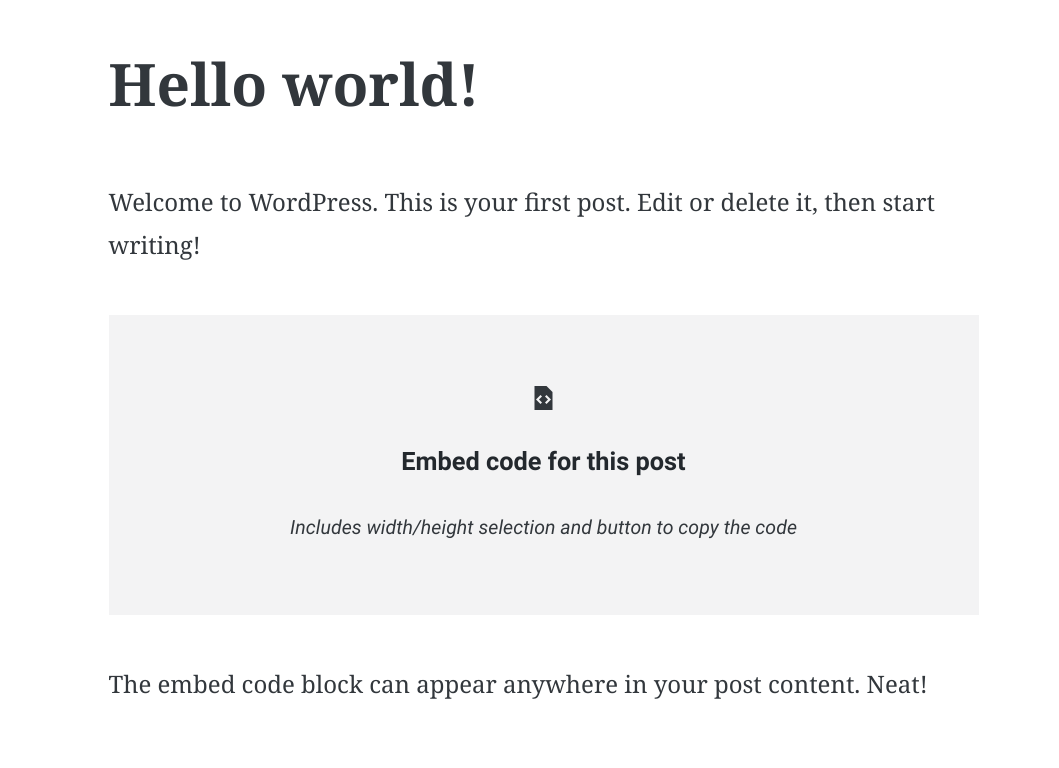 Hello world!
Welcome to WordPress. This is your first post. Edit or delete it, then start
writing!
Embed code for this post
Includes width/height selection and button to copy the code
The embed code block can appear anywhere in your post content. Neat!